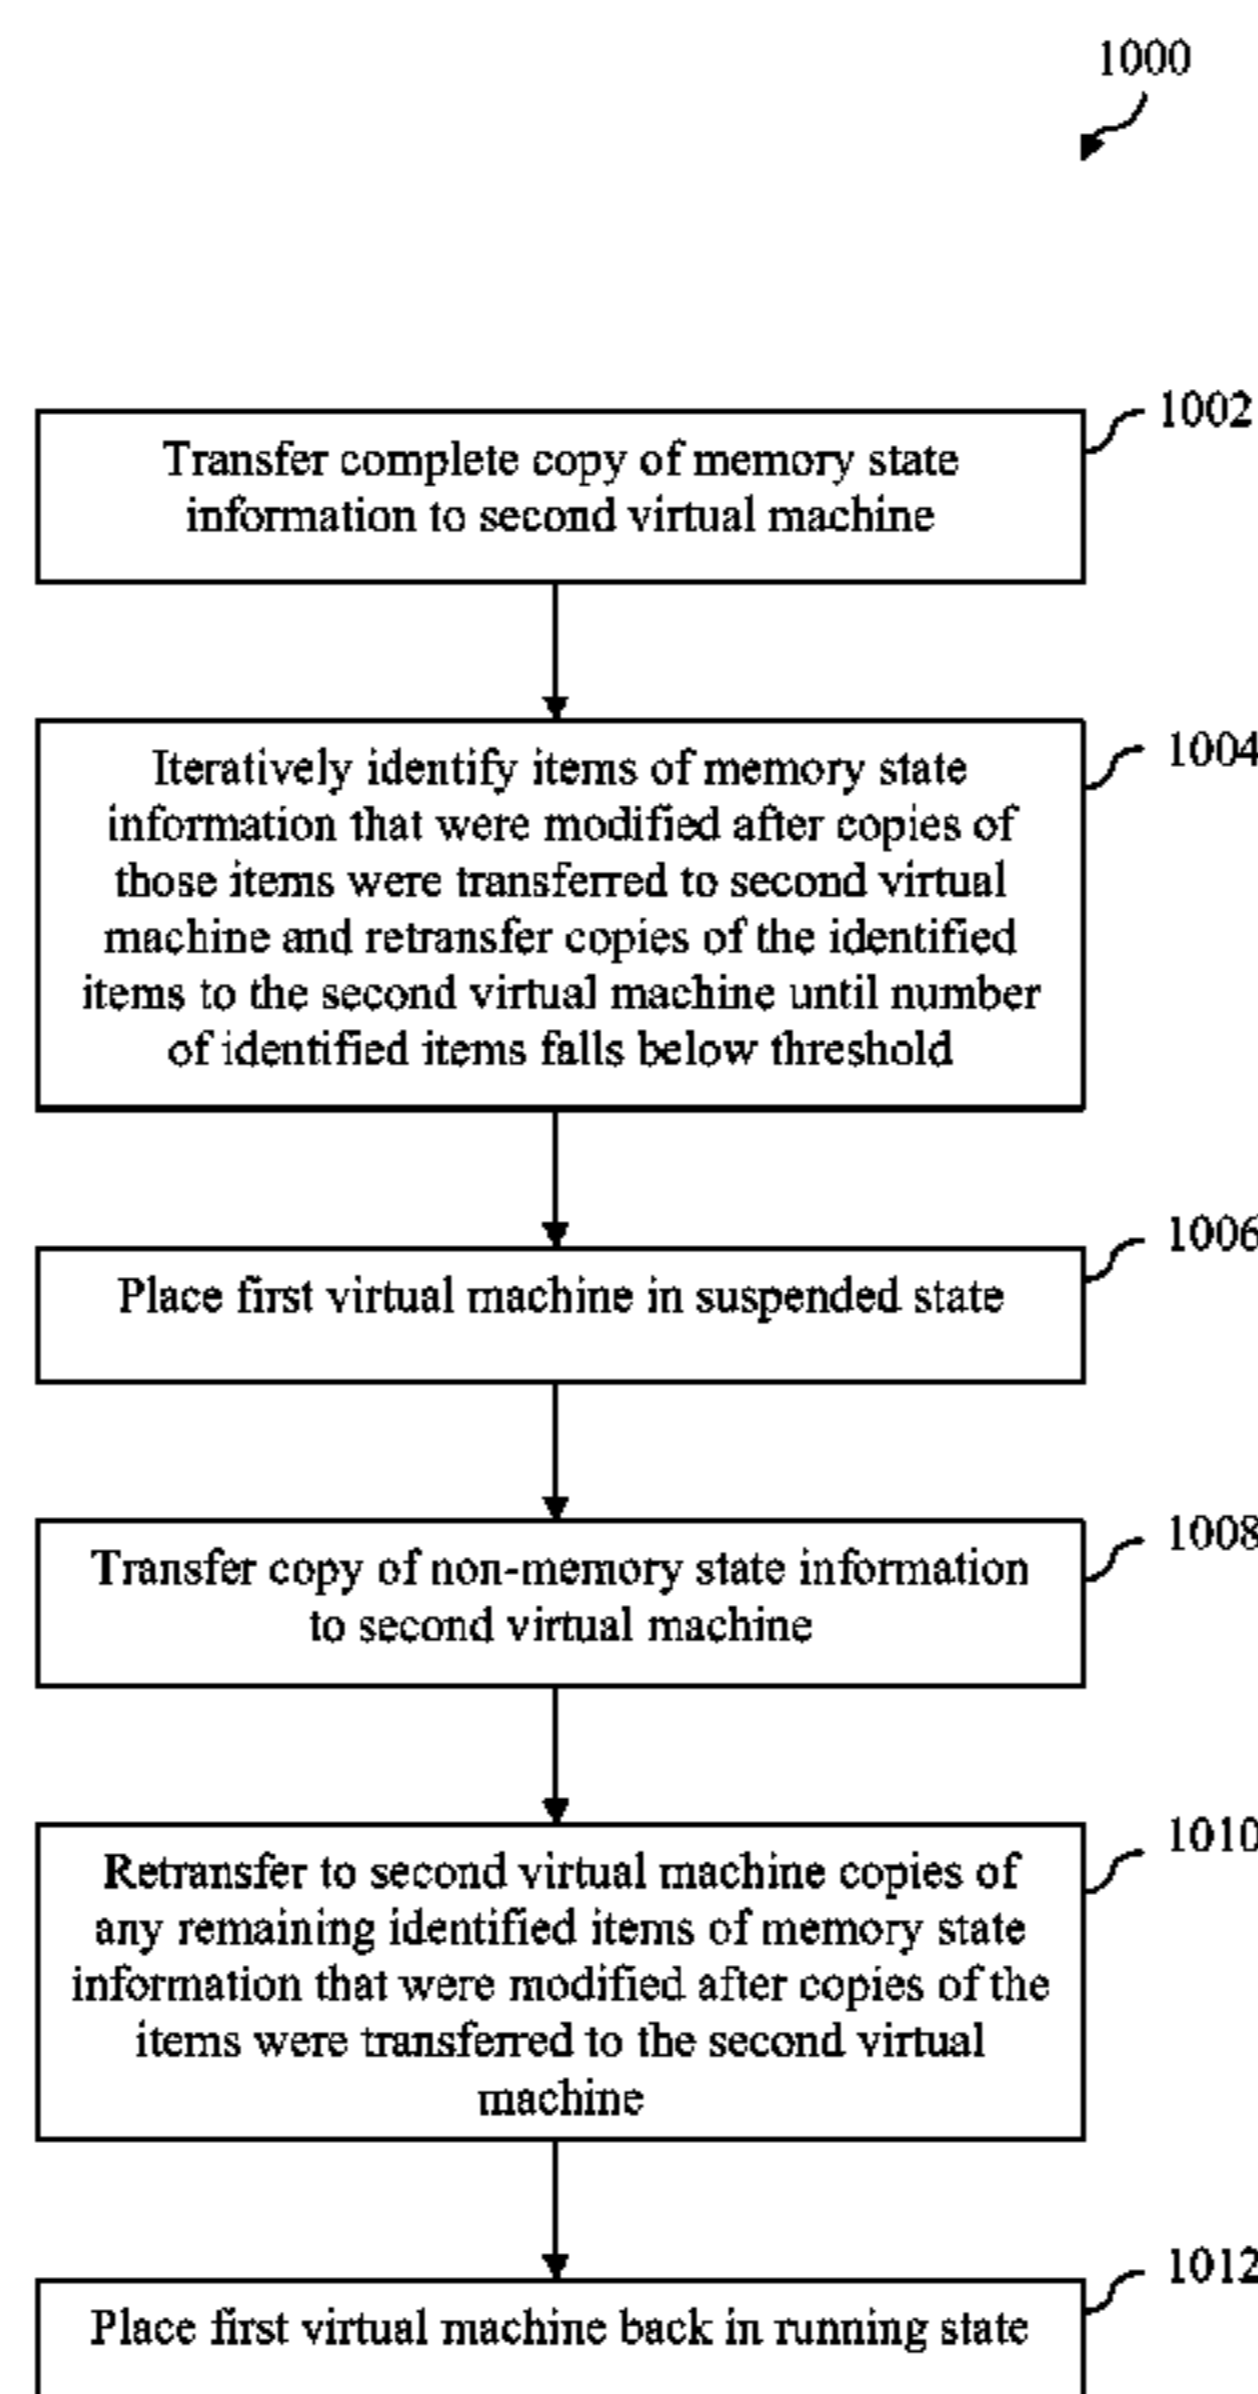 1000
1002
Transfer complete copy of memory state
information to second virtual machine
1004
Iteratively identify items of memory state
information that were modified after copies of
those items were transferred to second virtual
machine and retransfer copies of the identified
items to the second virtual machine until number
of identified items falls below threshold
1006
Place first virtual machine in suspended state
1008
Transfer copy of non-memory state information
to second virtual machine
1010
Retransfer to second virtual machine copies of
any remaining identified items of memory state
information that were modified after copies of the
items were transferred to the second virtual
machine
1012
Place first virtual machine back in running state